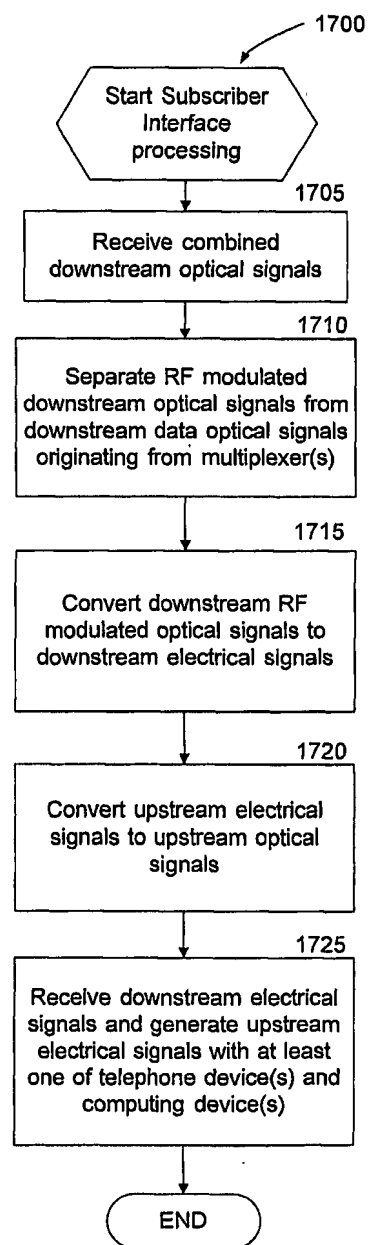 1700
Start Subscriber
Interface
processing
1705
Receive combined
downstream optical signals
1710
Separate RF modulated
downstream optical signals from
downstream data optical signals
originating from multiplexer(s)
1715
Convert downstream RF
modulated optical signals to
downstream electrical signals
1720
Convert upstream electrical
signals to upstream optical
signals
1725
Receive downstream electrical
signals and generate upstream
electrical signals with at least
one of telephone device(s) and
computing device(s)
END